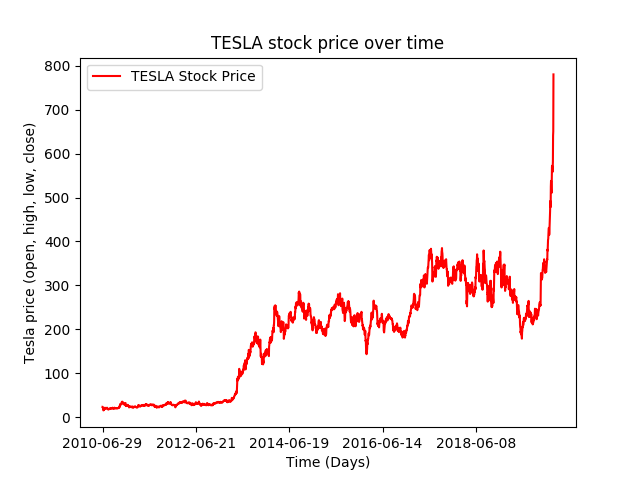 TESLA stock price over time
TESLA Stock Price
Tesla price (open, high, low, close)
800
700
600
500
400
300
200
100
0
2010-06-29 2012-06-21 2014-06-19 2016-06-14 2018-06-08
Time (Days)